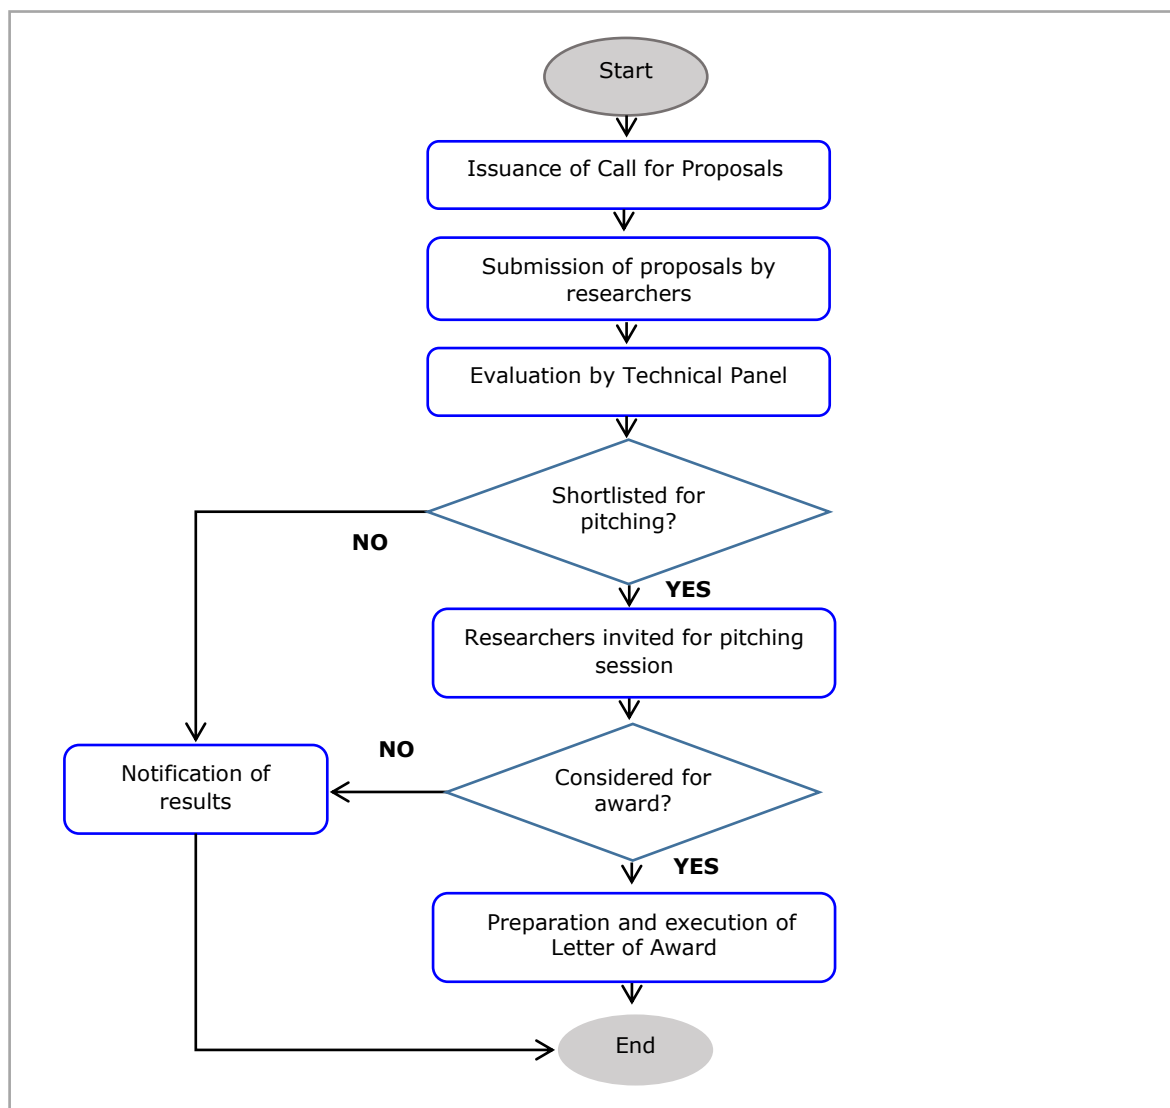 Start
Issuance of Call for Proposals
Submission of proposals by
researchers
Evaluation by Technical Panel
Shortlisted for
pitching?
NO
YES
Researchers invited for pitching
session
NO
Notification of
results
Considered for
award?
YES
Preparation and execution of
Letter of Award
End